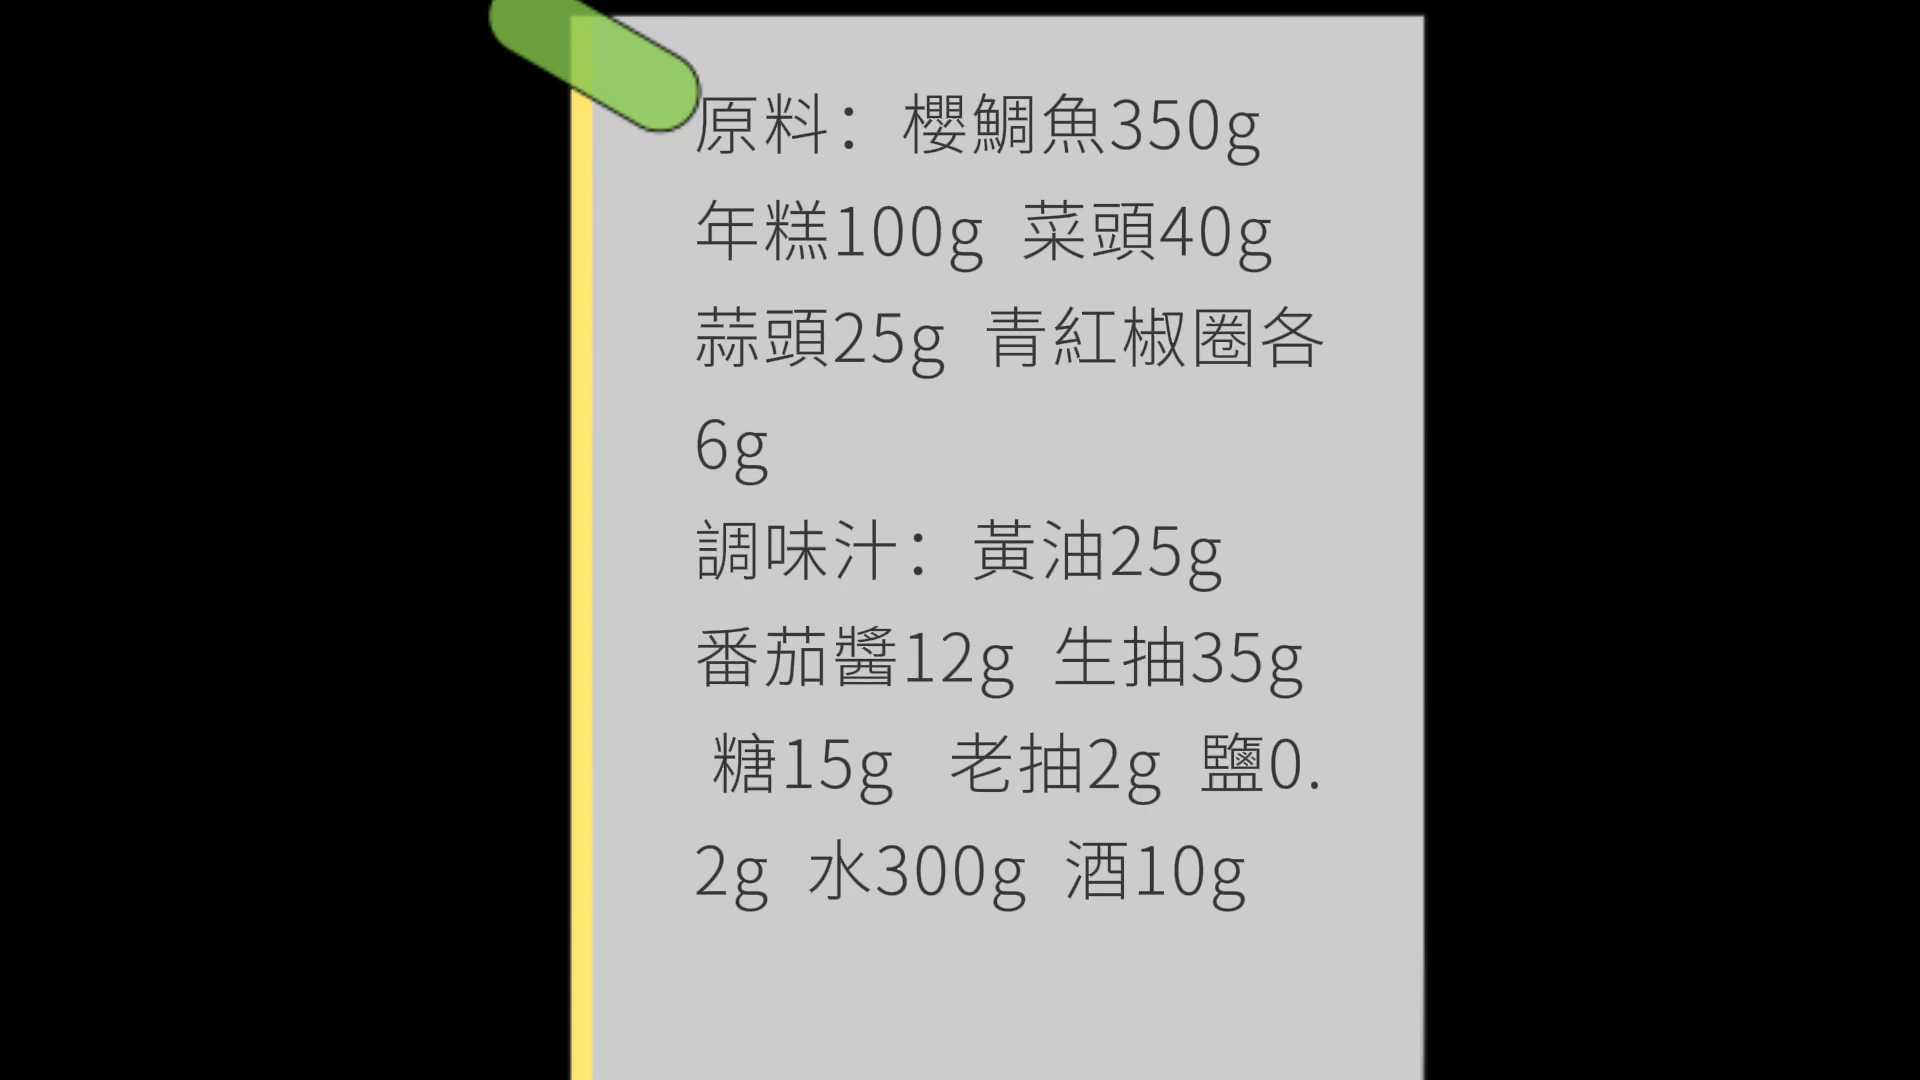 原料：櫻鯛魚350g
年糕100g 菜頭40g
蒜頭25g 青紅椒圈各
6g
調味汁：黃油25g
番茄醬12g 生抽35g
糖15g 老抽2g 鹽0.
2g 水300g 酒10g